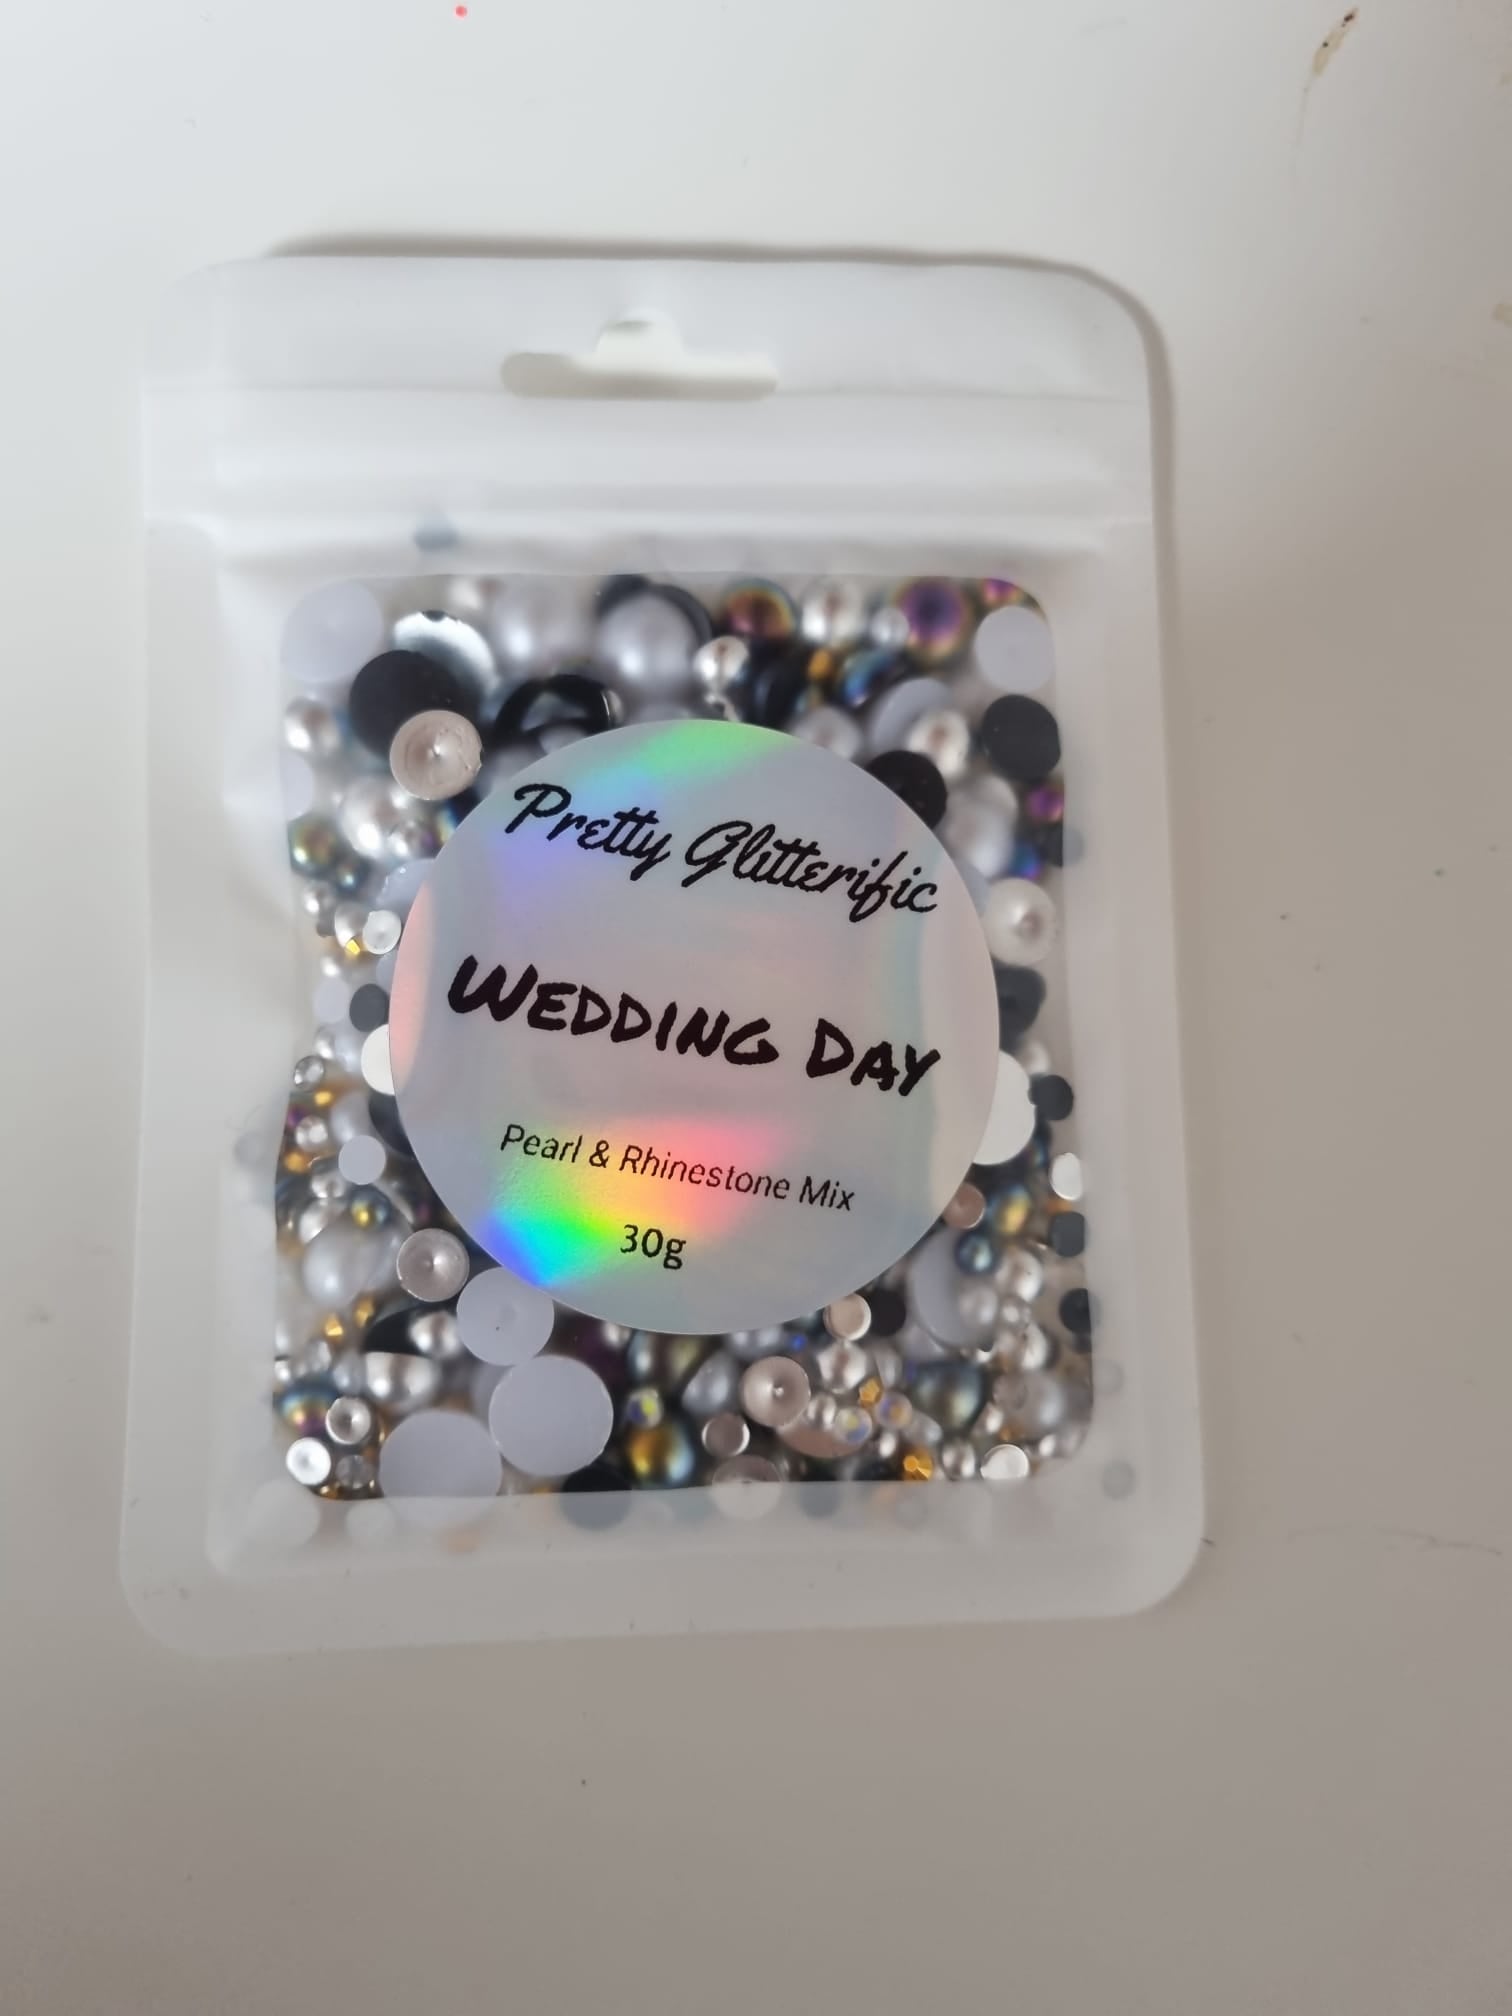 Pretty Glitterific
WEDDING DAY
Pearl & Rhinestone Mix
30g